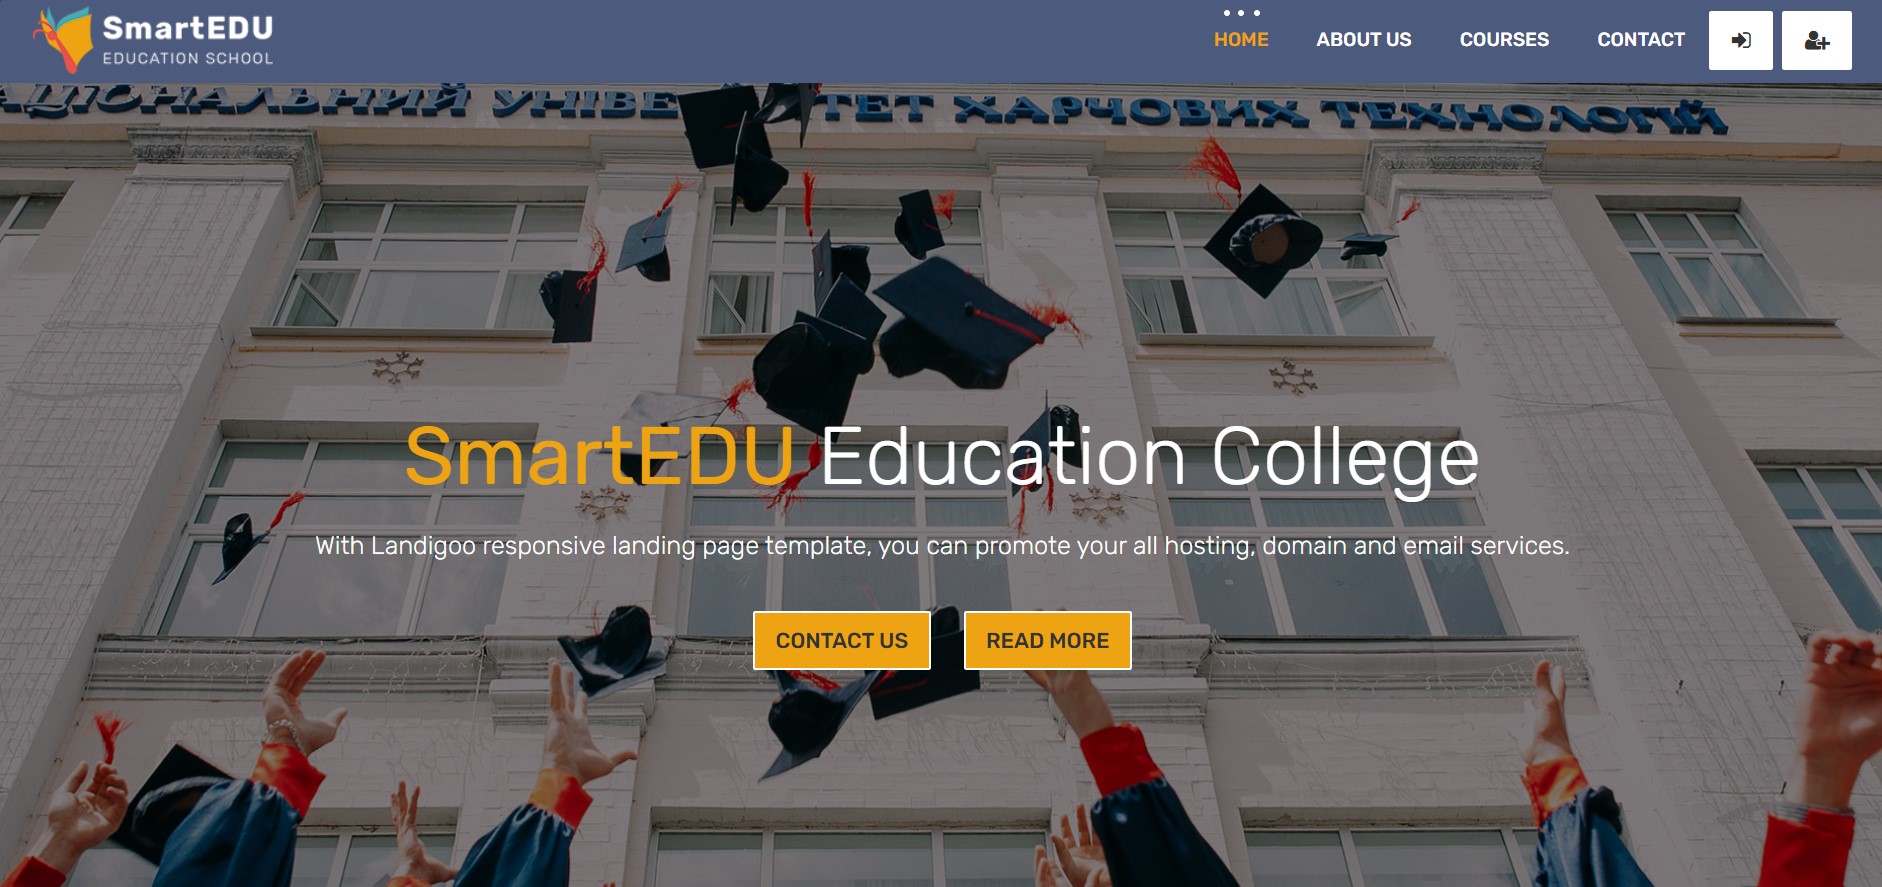 SmartEDU
EDUCATION SCHOOL
HOME
ABOUT US
COURSES
CONTACT
АЦІОНАЛЬНИЙ УНІВЕ ТЕТ ХАРЧОВИХ ТЕХНОЛОГІЙ
SmartEDU Education College
With Landigoo responsive landing page template, you can promote your all hosting, domain and email services.
CONTACT US
READ MORE